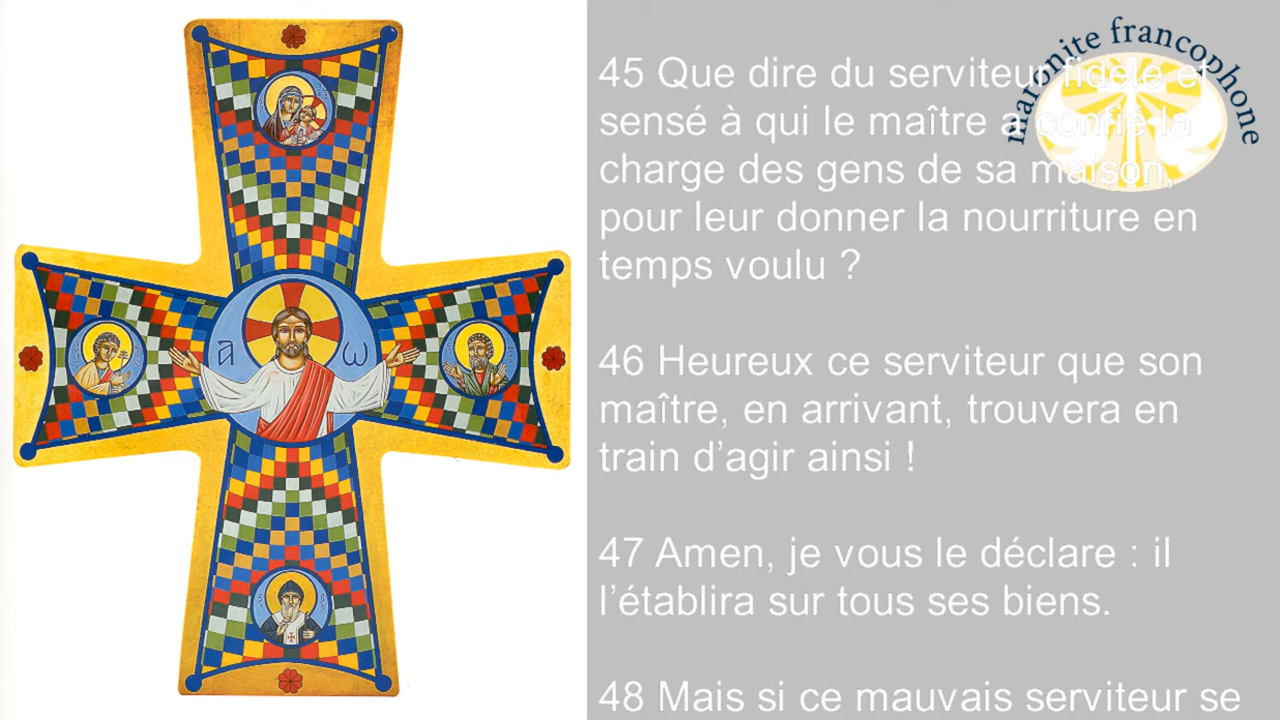 maronite francophone
45 Que dire du serviteur fidèle et
sensé à qui le maître a confié la
charge des gens de sa maison,
pour leur donner la nourriture en
temps voulu ?
46 Heureux ce serviteur que son
maître, en arrivant, trouvera en
train d’agir ainsi !
47 Amen, je vous le déclare : il
l’établira sur tous ses biens.
48 Mais si ce mauvais serviteur se
a ω